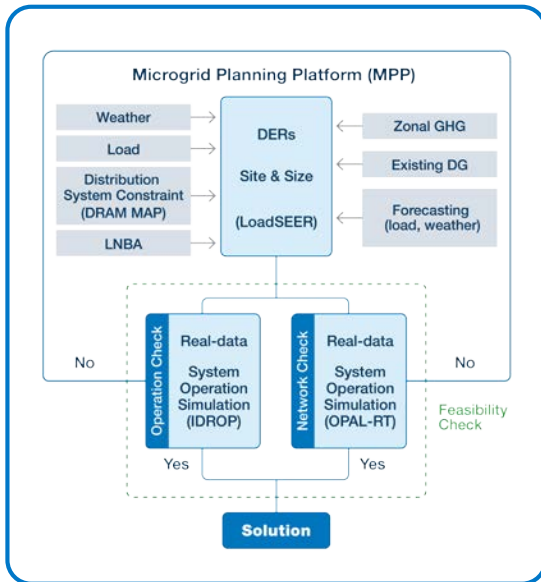 Microgrid Planning Platform (MPP)
Weather
Load
Distribution
System Constraint
(DRAM MAP)
LNBA
DERs
Site & Size
(LoadSEER)
Zonal GHG
Existing DG
Forecasting
(load, weather)
No
Operation Check
Real-data
System
Operation
Simulation
(IDROP)
Network Check
Real-data
System
Operation
Simulation
(OPAL-RT)
No
Feasibility
Check
Yes
Yes
Solution